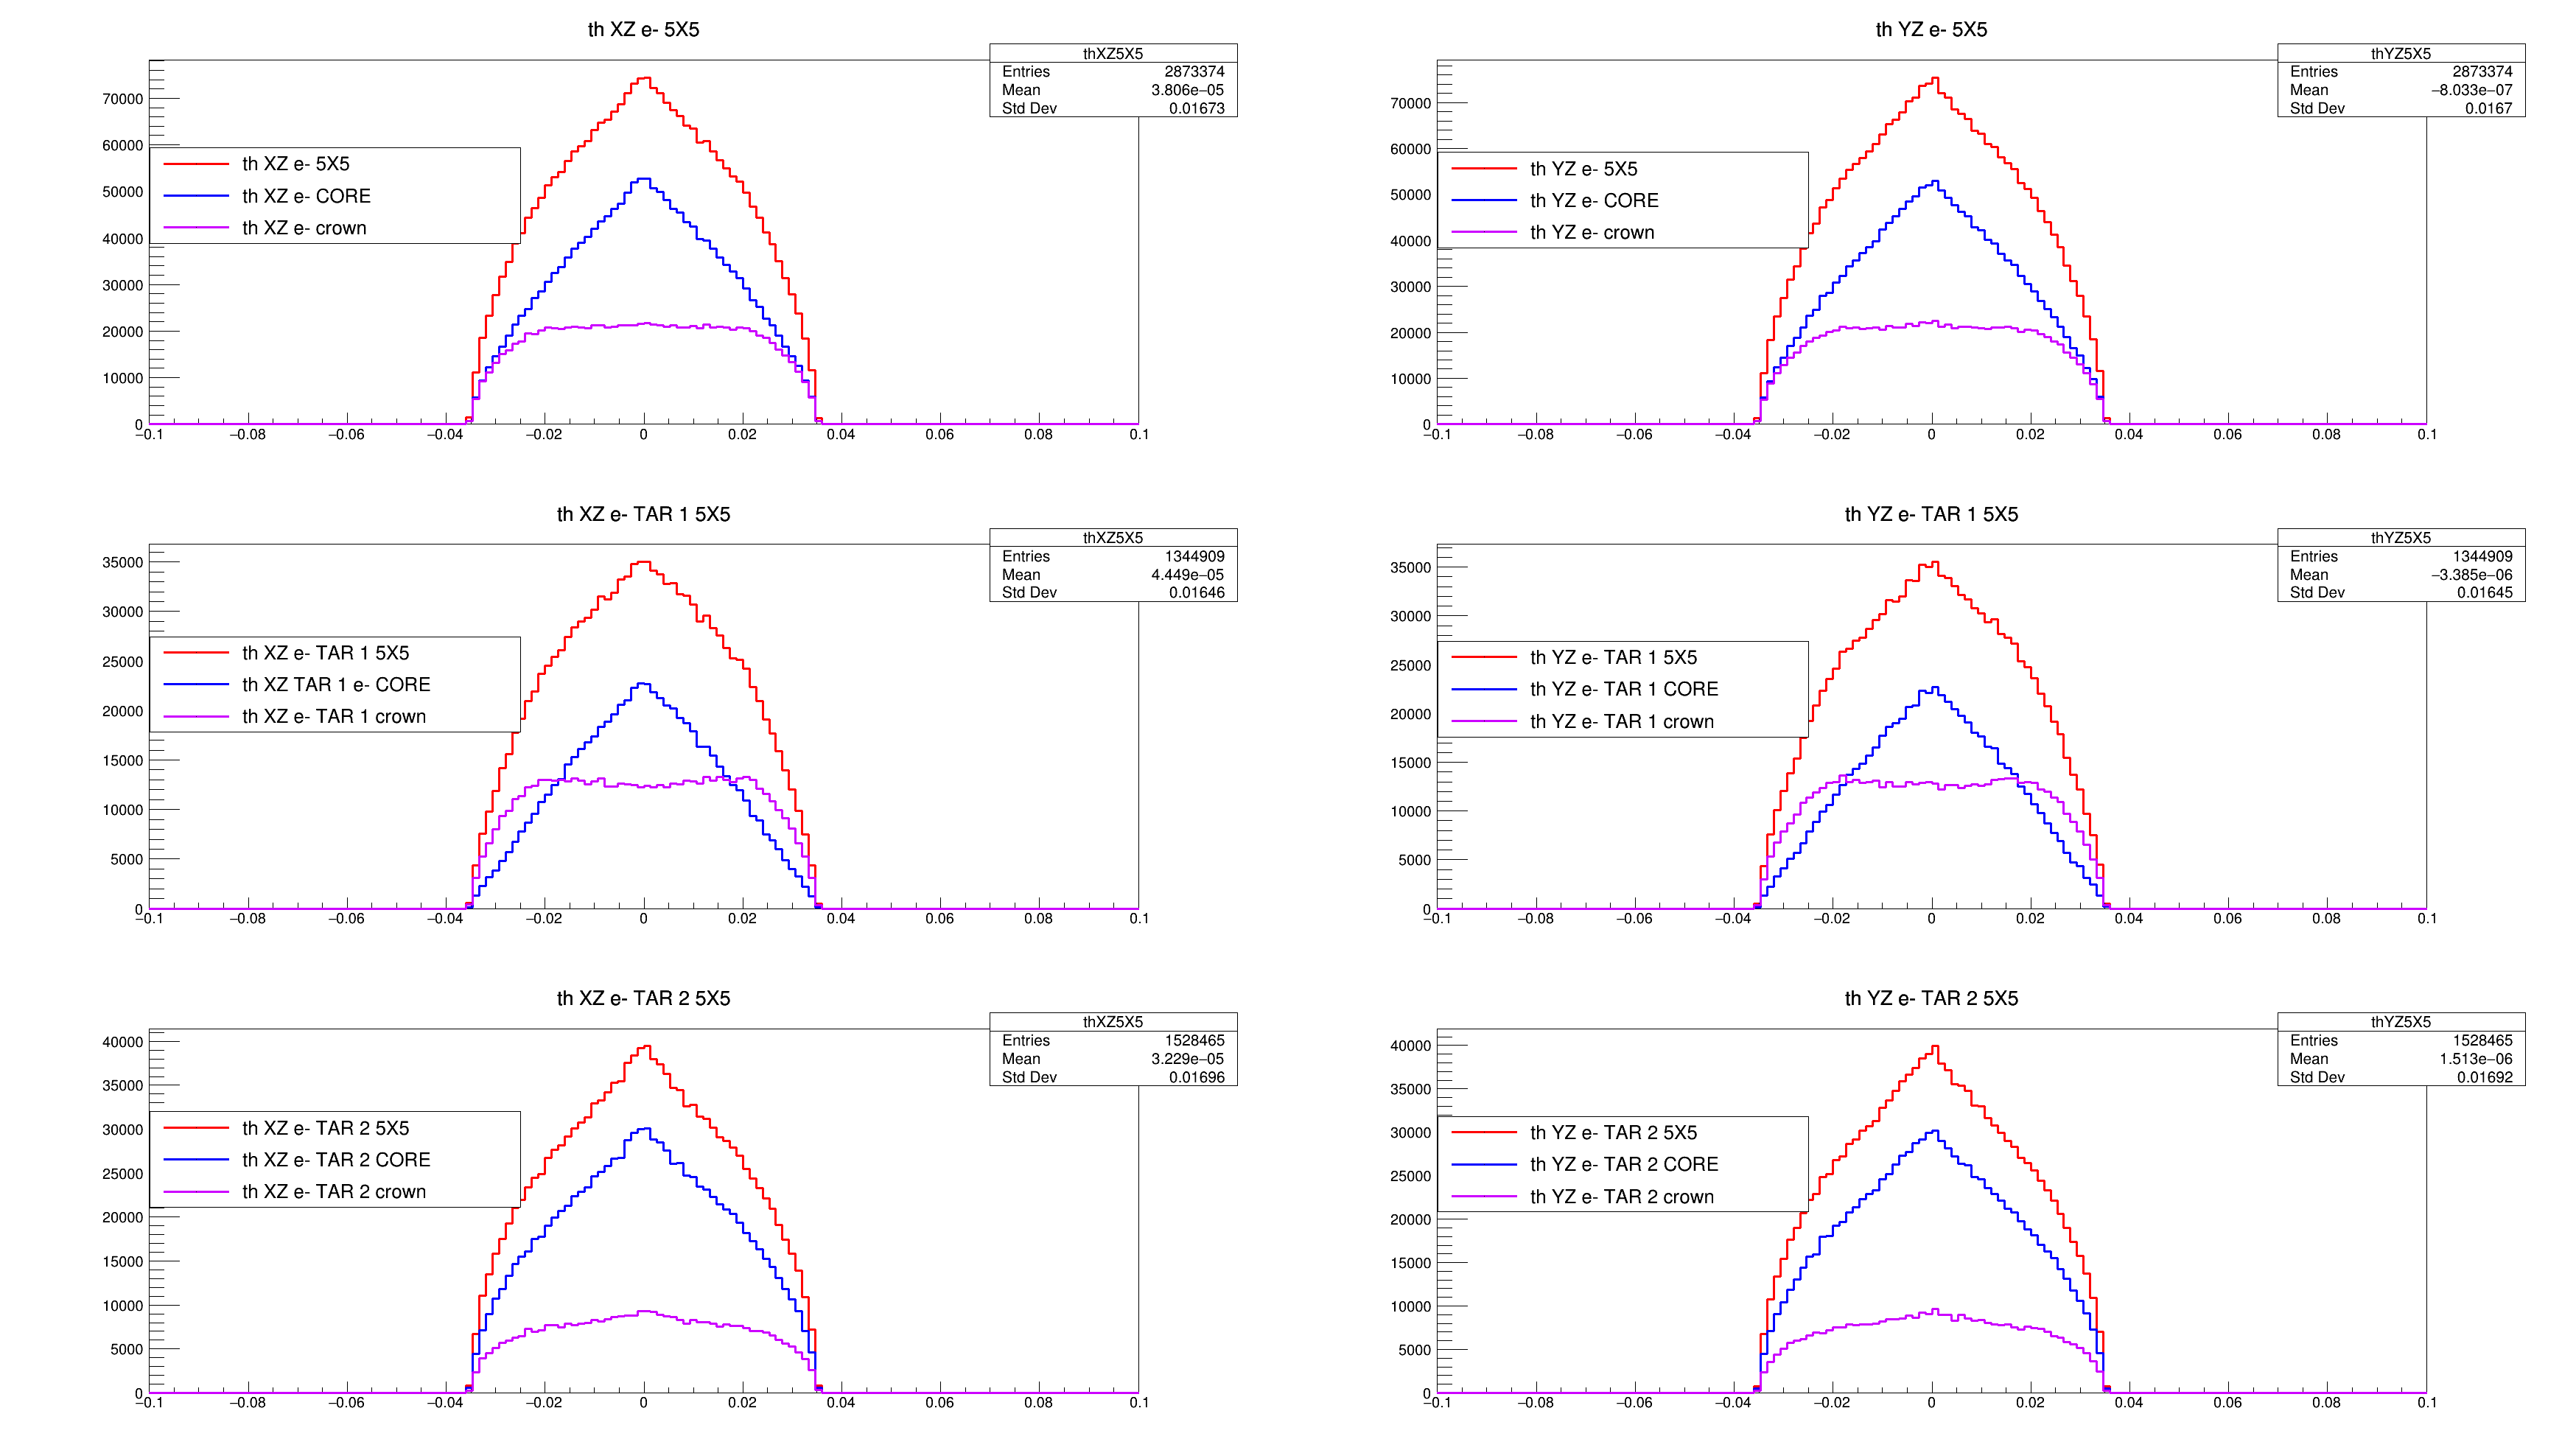 th XZ e- 5X5
thXZ5X5
Entries 2873374
Mean 3.806e−05
Std Dev 0.01673
70000
60000
50000
40000
30000
20000
10000
0
th XZ e- 5X5
th XZ e- CORE
th XZ e- crown
−0.1 −0.08 −0.06 −0.04 −0.02 0 0.02 0.04 0.06 0.08 0.1
th YZ e- 5X5
thYZ5X5
Entries 2873374
Mean −8.033e−07
Std Dev 0.0167
70000
60000
50000
40000
30000
20000
10000
0
th YZ e- 5X5
th YZ e- CORE
th YZ e- crown
−0.1 −0.08 −0.06 −0.04 −0.02 0 0.02 0.04 0.06 0.08 0.1
th XZ e- TAR 1 5X5
thXZ5X5
Entries 1344909
Mean 4.449e−05
Std Dev 0.01646
35000
30000
25000
20000
15000
10000
5000
0
th XZ e- TAR 1 5X5
th XZ TAR 1 e- CORE
th XZ e- TAR 1 crown
−0.1 −0.08 −0.06 −0.04 −0.02 0 0.02 0.04 0.06 0.08 0.1
th YZ e- TAR 1 5X5
thYZ5X5
Entries 1344909
Mean −3.385e−06
Std Dev 0.01645
35000
30000
25000
20000
15000
10000
5000
0
th YZ e- TAR 1 5X5
th YZ e- TAR 1 CORE
th YZ e- TAR 1 crown
−0.1 −0.08 −0.06 −0.04 −0.02 0 0.02 0.04 0.06 0.08 0.1
th XZ e- TAR 2 5X5
thXZ5X5
Entries 1528465
Mean 3.229e−05
Std Dev 0.01696
40000
35000
30000
25000
20000
15000
10000
5000
0
th XZ e- TAR 2 5X5
th XZ e- TAR 2 CORE
th XZ e- TAR 2 crown
−0.1 −0.08 −0.06 −0.04 −0.02 0 0.02 0.04 0.06 0.08 0.1
th YZ e- TAR 2 5X5
thYZ5X5
Entries 1528465
Mean 1.513e−06
Std Dev 0.01692
40000
35000
30000
25000
20000
15000
10000
5000
0
th YZ e- TAR 2 5X5
th YZ e- TAR 2 CORE
th YZ e- TAR 2 crown
−0.1 −0.08 −0.06 −0.04 −0.02 0 0.02 0.04 0.06 0.08 0.1